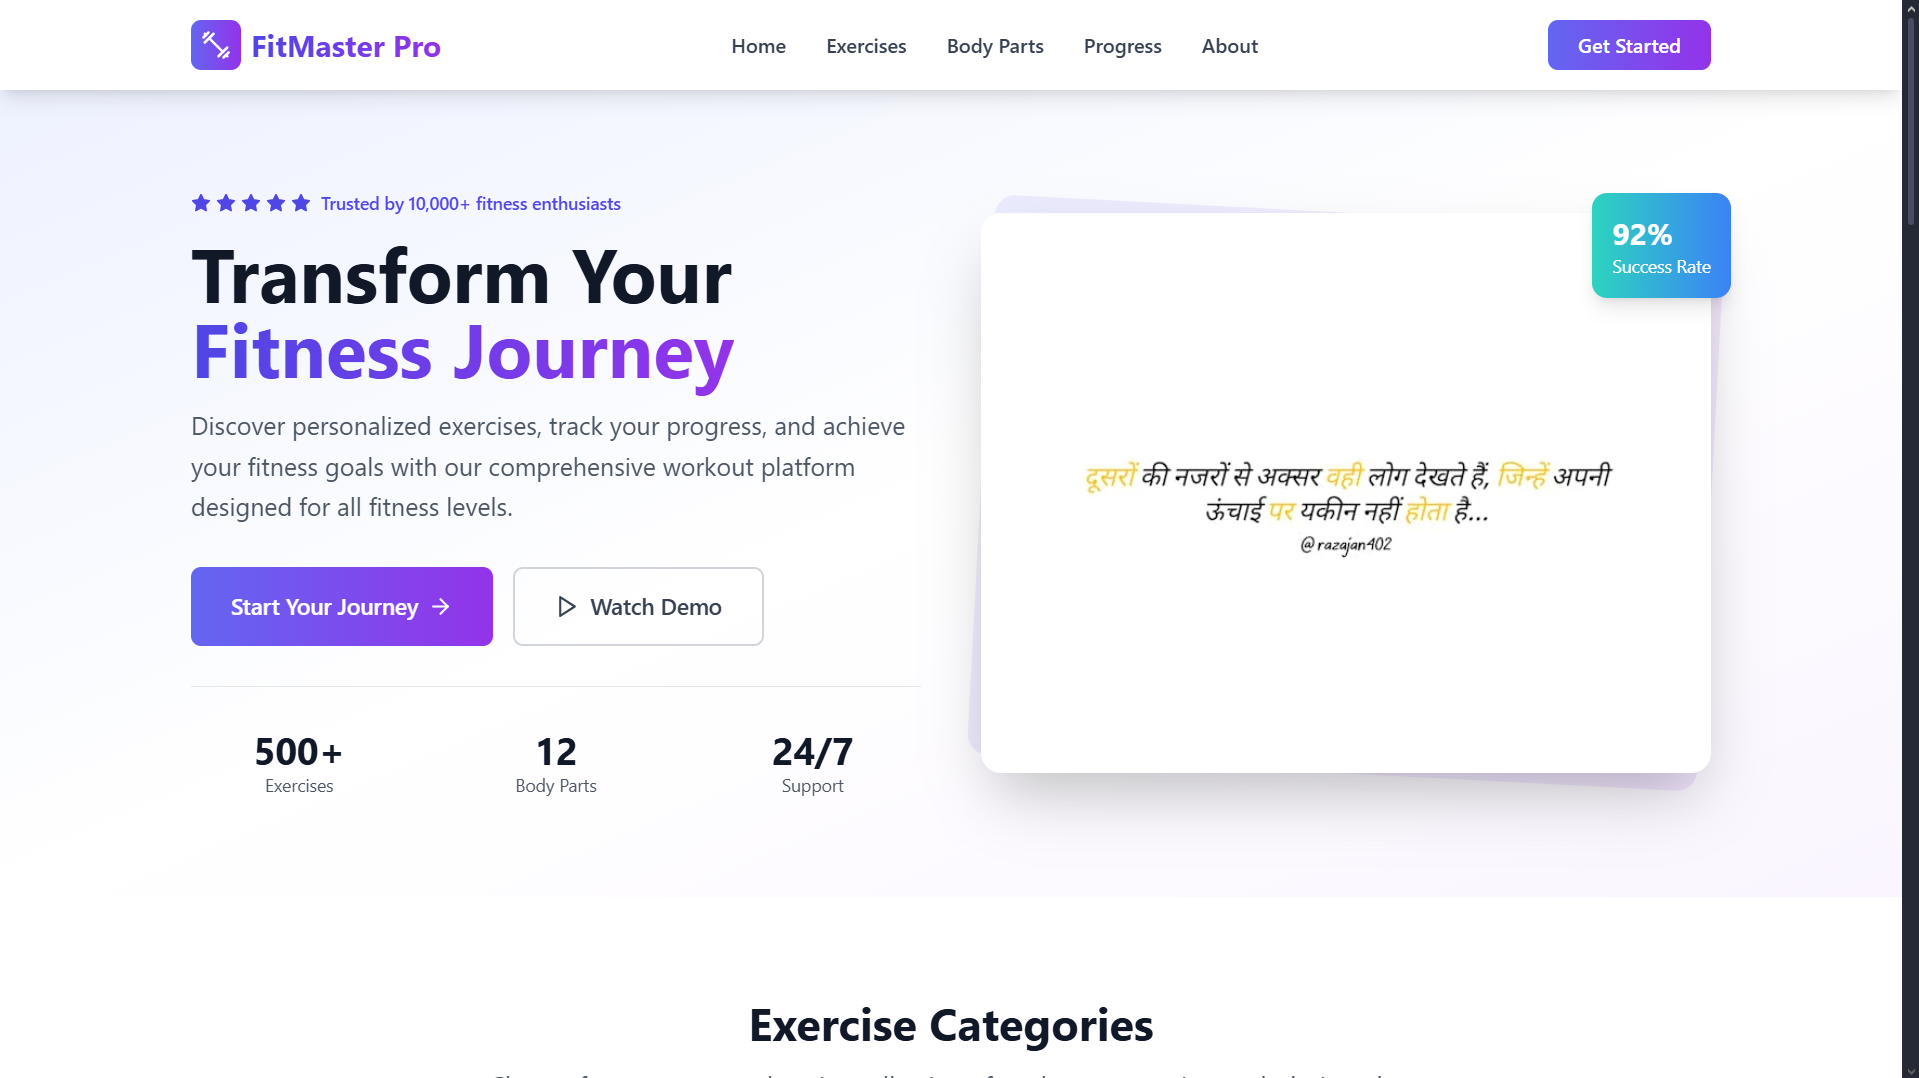 FitMaster Pro
Home
Exercises
Body Parts
Progress
About
Get Started
Trusted by 10,000+ fitness enthusiasts
Transform Your
Fitness Journey
Discover personalized exercises, track your progress, and achieve
your fitness goals with our comprehensive workout platform
designed for all fitness levels.
Start Your Journey
Watch Demo
500+
Exercises
12
Body Parts
24/7
Support
92%
Success Rate
दूसरों की नजरों से अक्सर वही लोग देखते हैं, जिन्हें अपनी
ऊंचाई पर यकीन नहीं होता है...
@razajan402
Exercise Categories